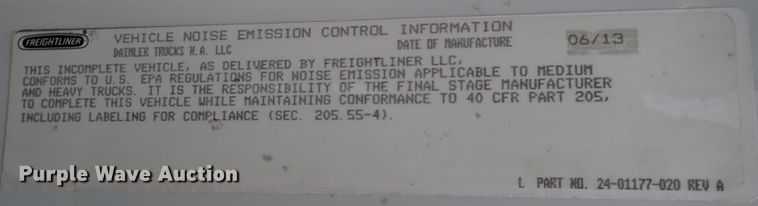 FREIGHTLINER
VEHICLE NOISE EMISSION CONTROL INFORMATION
DAIMLER TRUCKS N.A. LLC DATE OF MANUFACTURE 06/13
THIS INCOMPLETE VEHICLE, AS DELIVERED BY FREIGHTLINER LLC,
CONFORMS TO U.S. EPA REGULATIONS FOR NOISE EMISSION APPLICABLE TO MEDIUM
AND HEAVY TRUCKS. IT IS THE RESPONSIBILITY OF THE FINAL STAGE MANUFACTURER
TO COMPLETE THIS VEHICLE WHILE MAINTAINING CONFORMANCE TO 40 CFR PART 205,
INCLUDING LABELING FOR COMPLIANCE (SEC. 205.55-4).
Purple Wave Auction
L PART NO. 24-01177-020 REV A